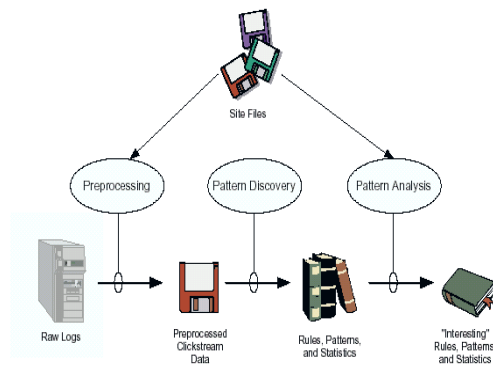 Site Files
Preprocessing
Pattern Discovery
Pattern Analysis
Raw Logs
Preprocessed
Clickstream
Data
Rules, Patterns,
and Statistics
"Interesting"
Rules, Patterns,
and Statistics